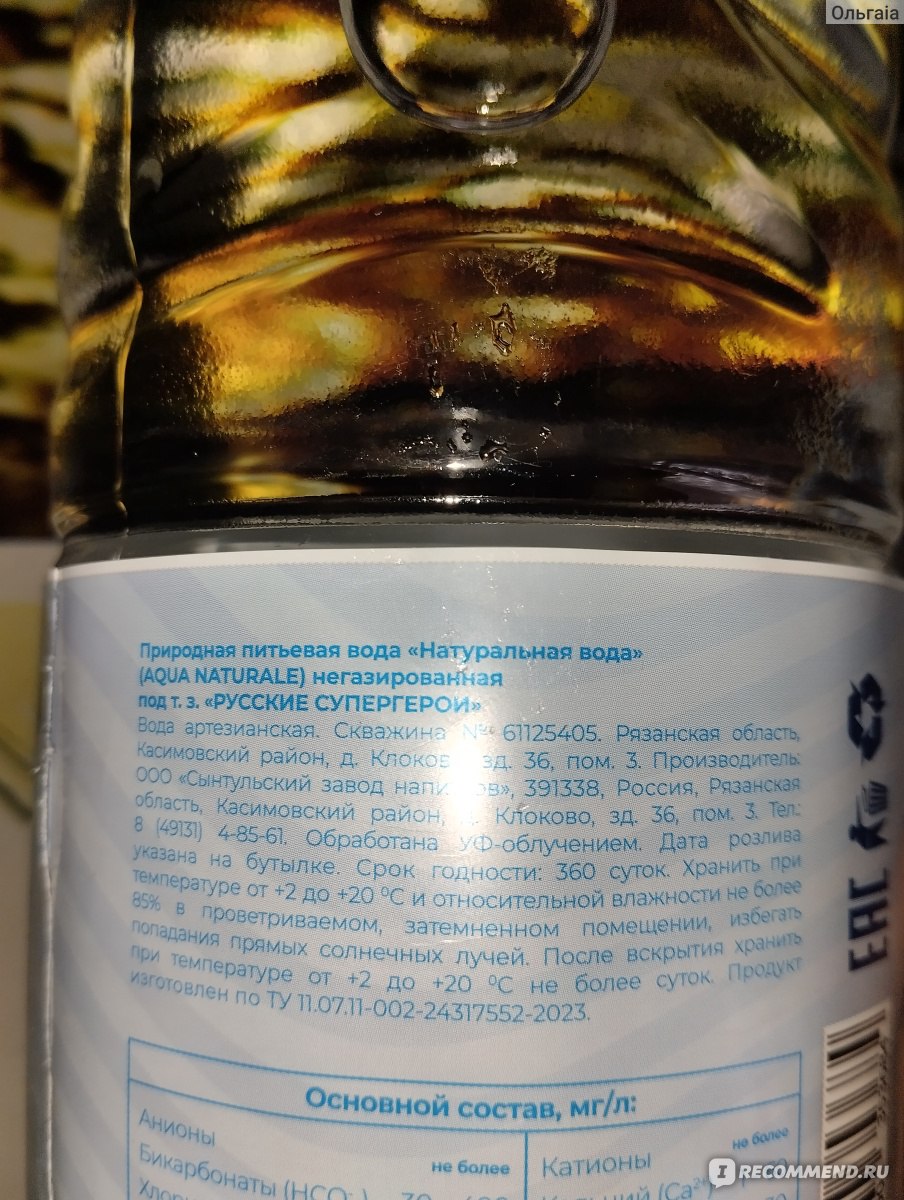 Ольгаia
Природная питьевая вода «Натуральная вода»
(AQUA NATURALE) негазированная
под т. з. «РУССКИЕ СУПЕРГЕРОИ»
Вода артезианская. Скважина № 61125405. Рязанская область,
Касимовский район, д. Клоково, зд. 36, пом. 3. Производитель:
ООО «Сынтульский завод напитков», 391338, Россия, Рязанская
область, Касимовский район, д. Клоково, зд. 36, пом. 3. Тел.:
8 (49131) 4-85-61. Обработана УФ-облучением. Дата розлива
указана на бутылке. Срок годности: 360 суток. Хранить при
температуре от +2 до +20 °С и относительной влажности не более
85% в проветриваемом, затемненном помещении, избегать
попадания прямых солнечных лучей. После вскрытия хранить
при температуре от +2 до +20 °С не более суток. Продукт
изготовлен по ТУ 11.07.11-002-24317552-2023.
EAC
Основной состав, мг/л:
Анионы
не более
Бикарбонаты (HCO₃
Катионы
не более
Кальций (Ca²⁺
IRECOMMEND.RU